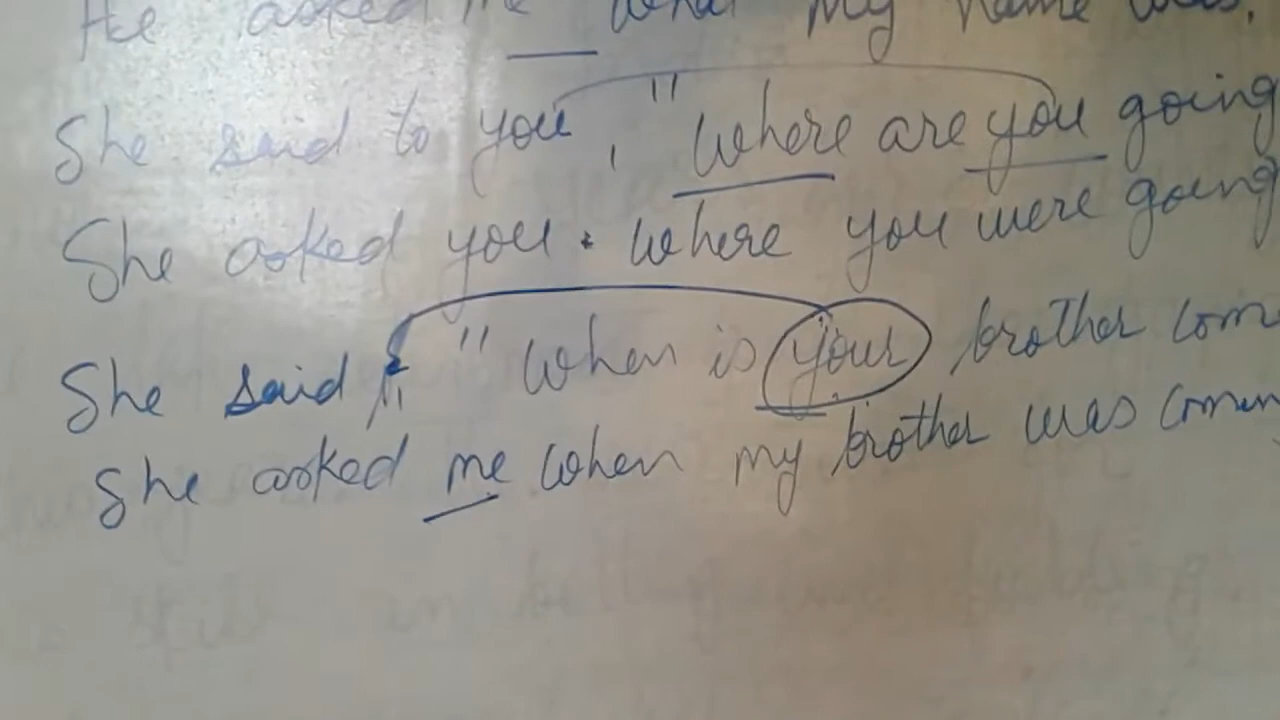 He asked me what my name was.
She said to you, "Where are you going
She asked you. Where you were going
She said, "When is your brother com
She asked me when my brother was comen